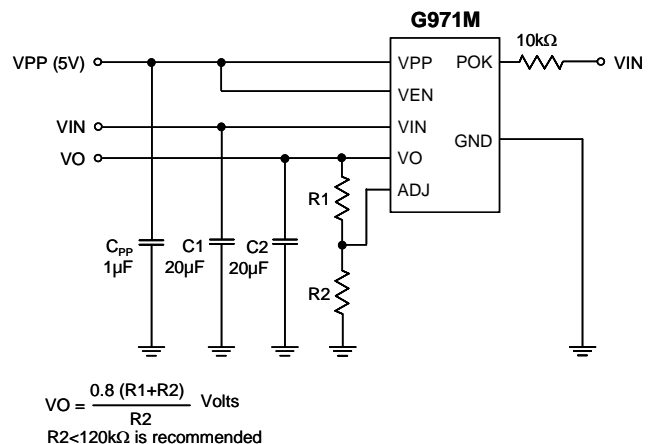 G971M
10kΩ
VPP (5V)
VPP
POK
VIN
VEN
VIN
VIN
GND
VO
VO
R1
ADJ
CPP
1µF
C1
20µF
C2
20µF
R2
VO = 0.8 (R1+R2) / R2 Volts
R2<120kΩ is recommended